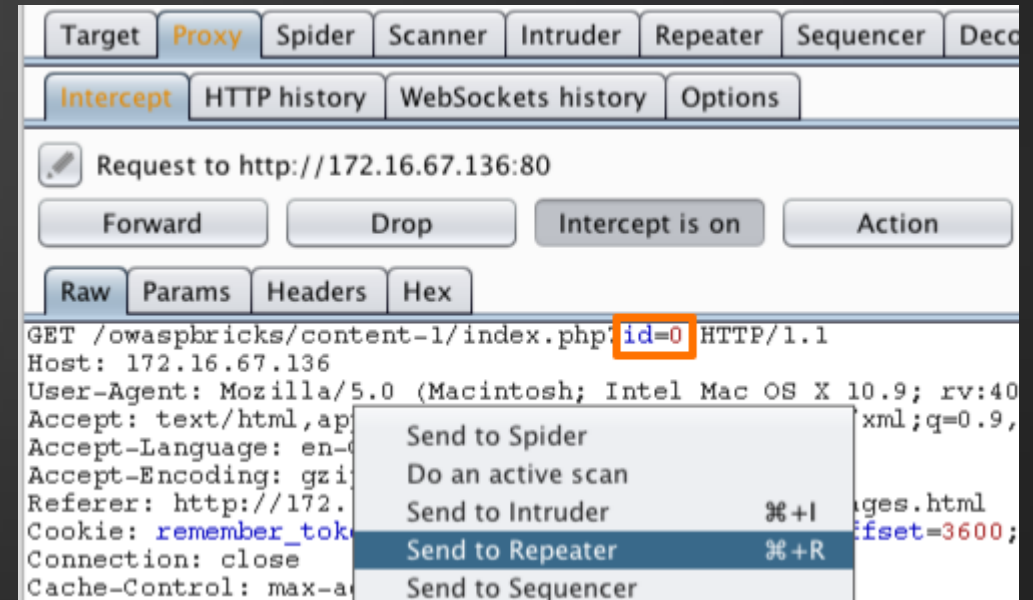 Target Proxy Spider Scanner Intruder Repeater Sequencer Deco
Intercept HTTP history WebSockets history Options
Request to http://172.16.67.136:80
Forward Drop Intercept is on Action
Raw Params Headers Hex
GET /owaspbricks/content-1/index.php?id=0 HTTP/1.1
Host: 172.16.67.136
User-Agent: Mozilla/5.0 (Macintosh; Intel Mac OS X 10.9; rv:40
Accept: text/html,ap xml;q=0.9,
Accept-Language: en-
Accept-Encoding: gzi
Referer: http://172. ges.html
Cookie: remember_tok ffset=3600;
Connection: close
Cache-Control: max-a
Send to Spider
Do an active scan
Send to Intruder ⌘+I
Send to Repeater ⌘+R
Send to Sequencer